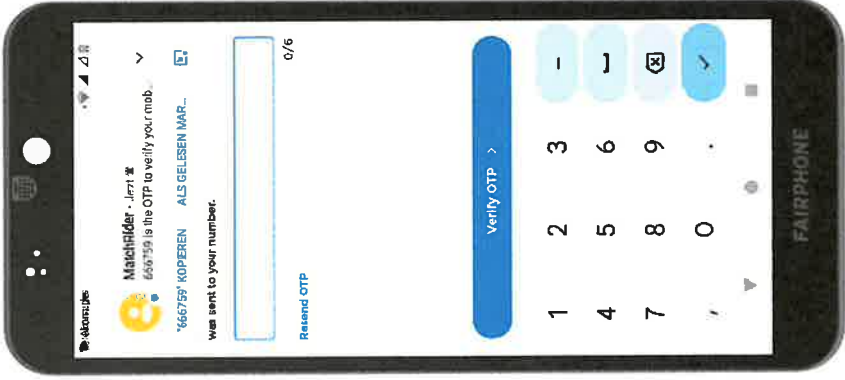 MatchRider · Jetzt
666759 is the OTP to verify your mob...
"666759" KOPIEREN ALS GELESEN MAR...
was sent to your number.
0/6
Resend OTP
Verify OTP >
1 2 3 -
4 5 6
7 8 9
, 0 .
FAIRPHONE